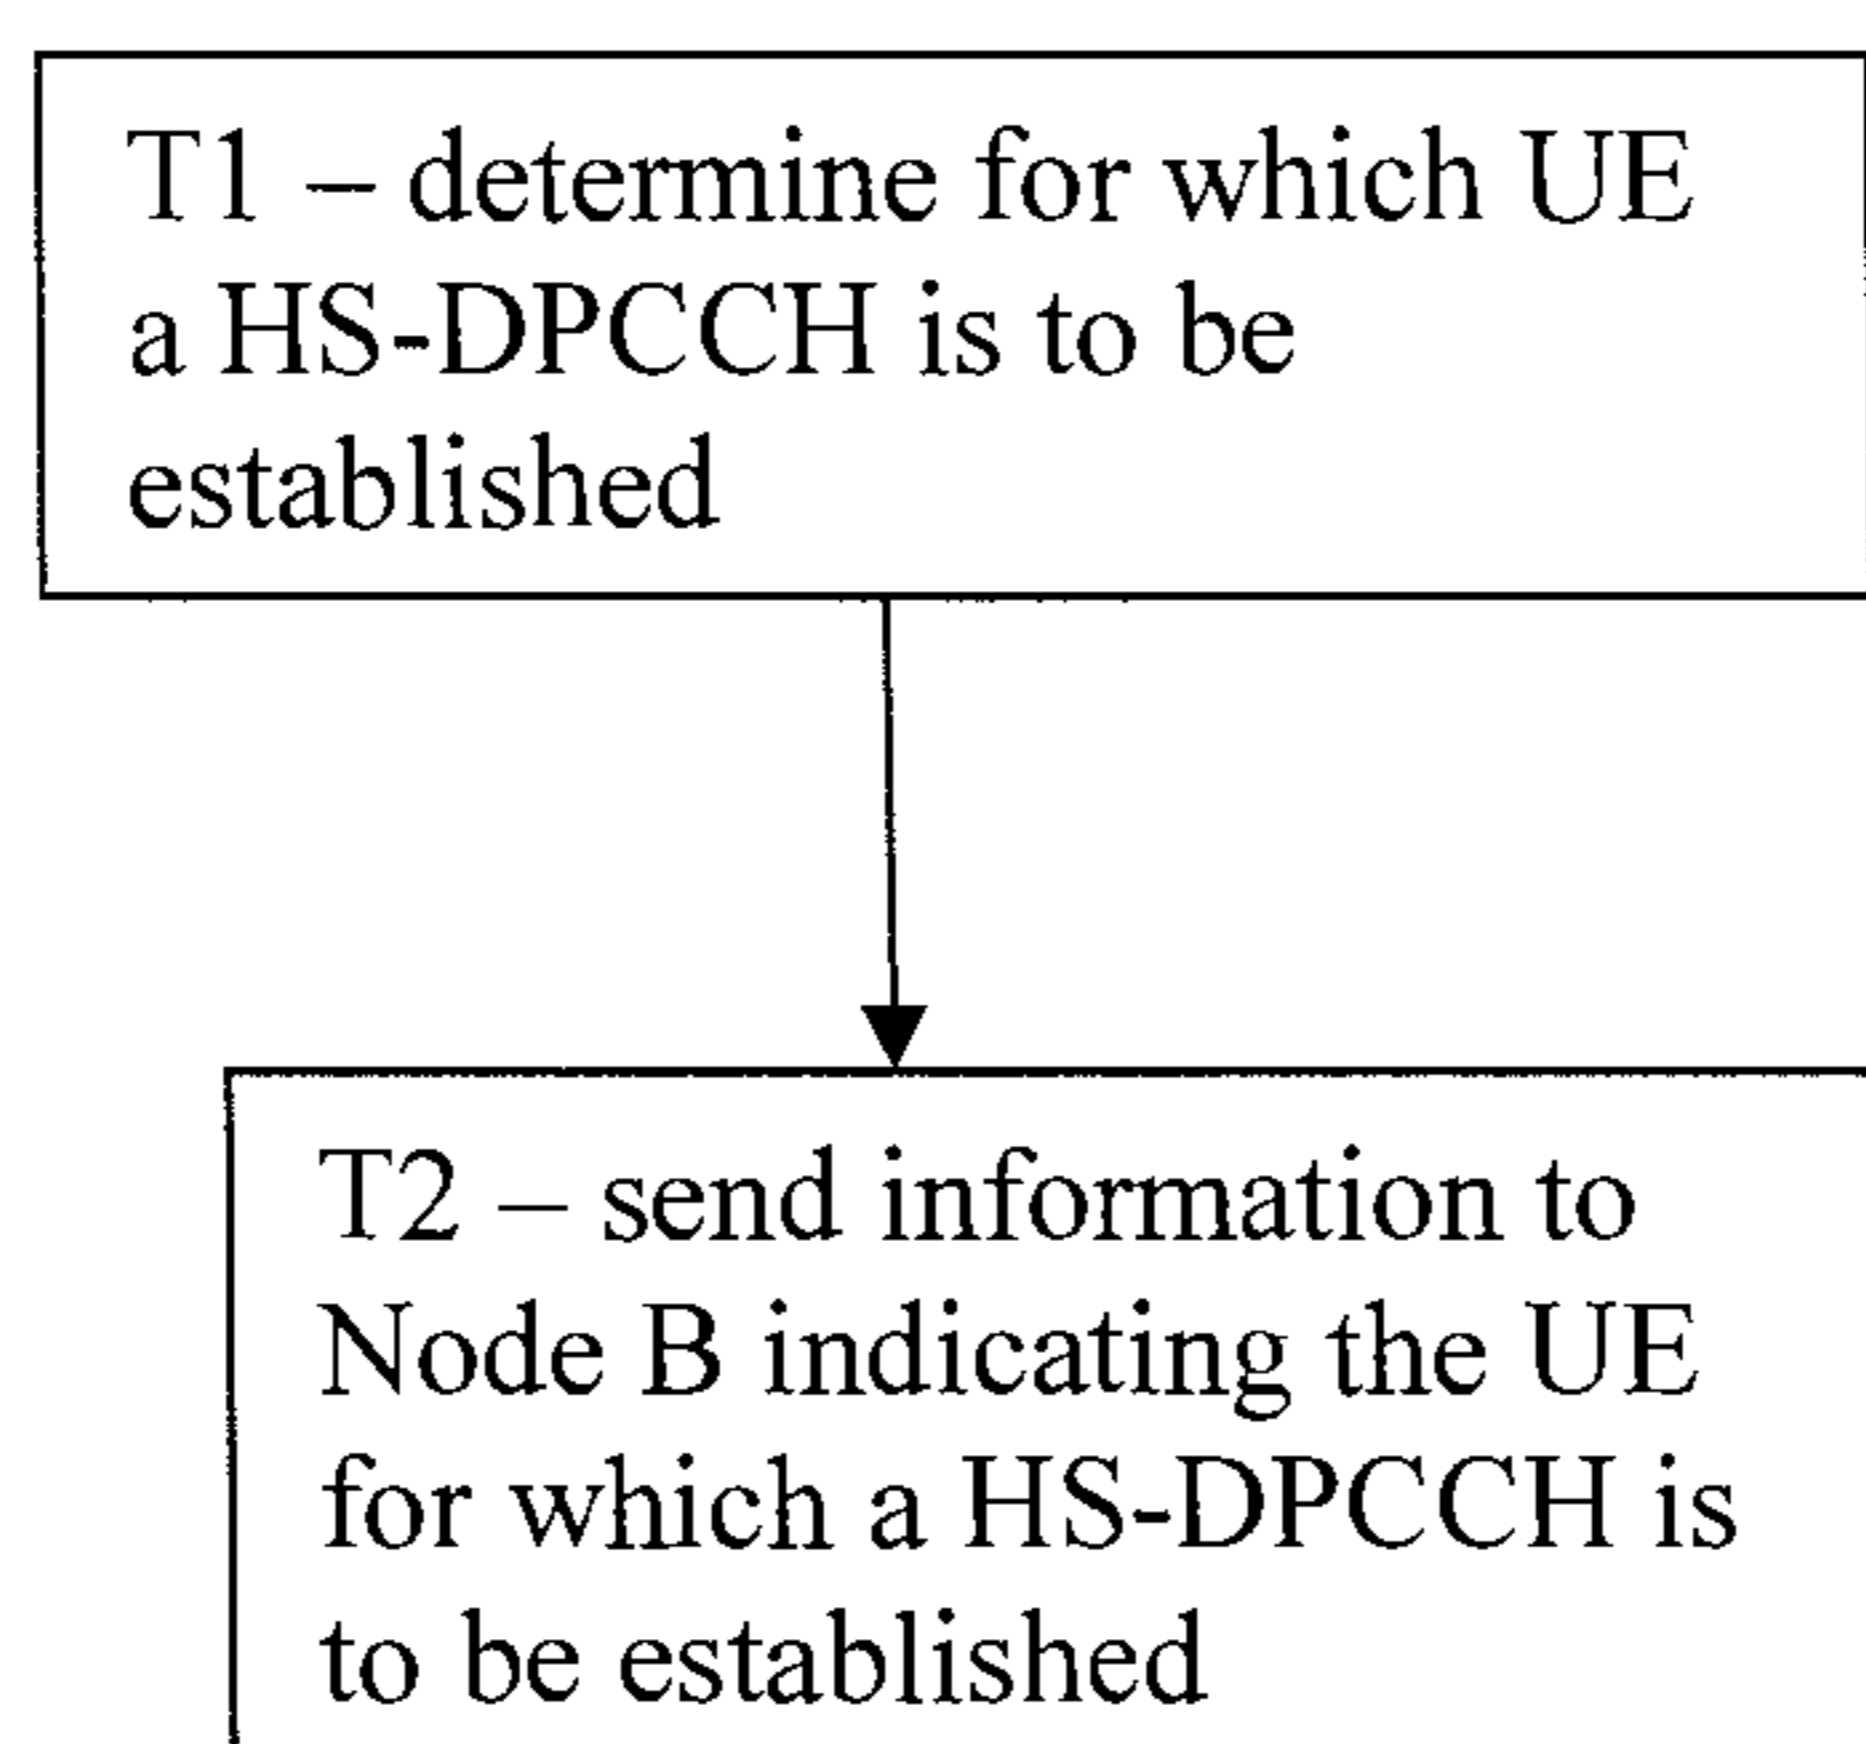 T1 – determine for which UE
a HS-DPCCH is to be
established
T2 – send information to
Node B indicating the UE
for which a HS-DPCCH is
to be established